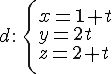 d: { x=1+t
y=2t
z=2+t